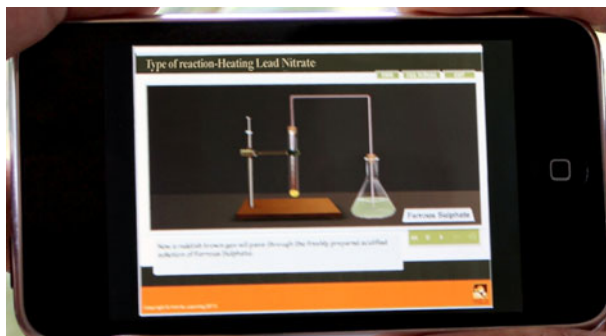 Type of reaction-Heating Lead Nitrate
Ferrous Sulphate
Now a reddish brown gas will pass through the freshly prepared acidified
solution of Ferrous Sulphate.